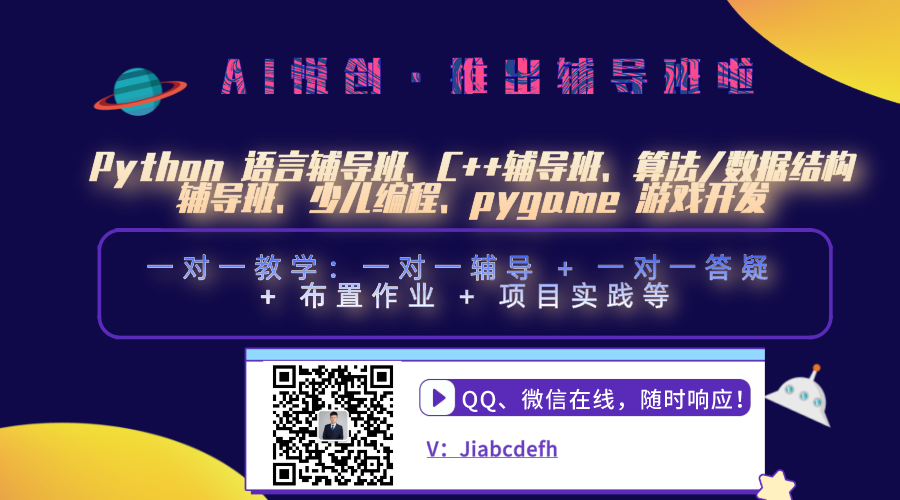 AI悦创·推出辅导班啦
Python 语言辅导班、C++辅导班、算法/数据结构
辅导班、少儿编程、pygame 游戏开发
一对一教学：一对一辅导 + 一对一答疑
+ 布置作业 + 项目实践等
QQ、微信在线，随时响应！
V：Jiabcdefh